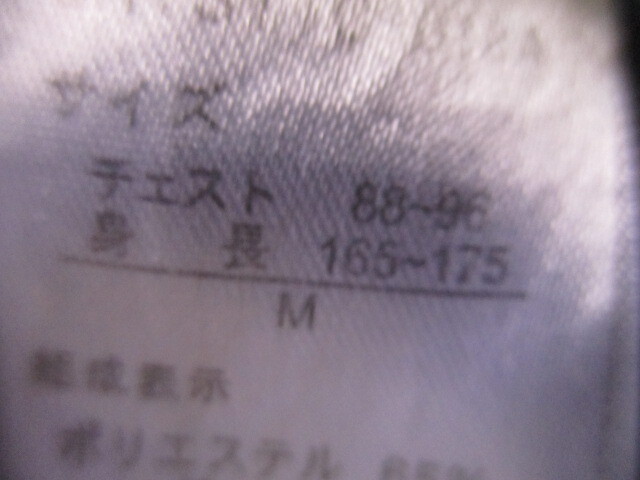 サイズ
チェスト 88~96
身長 165~175
M
組成表示
ポリエステル 65%